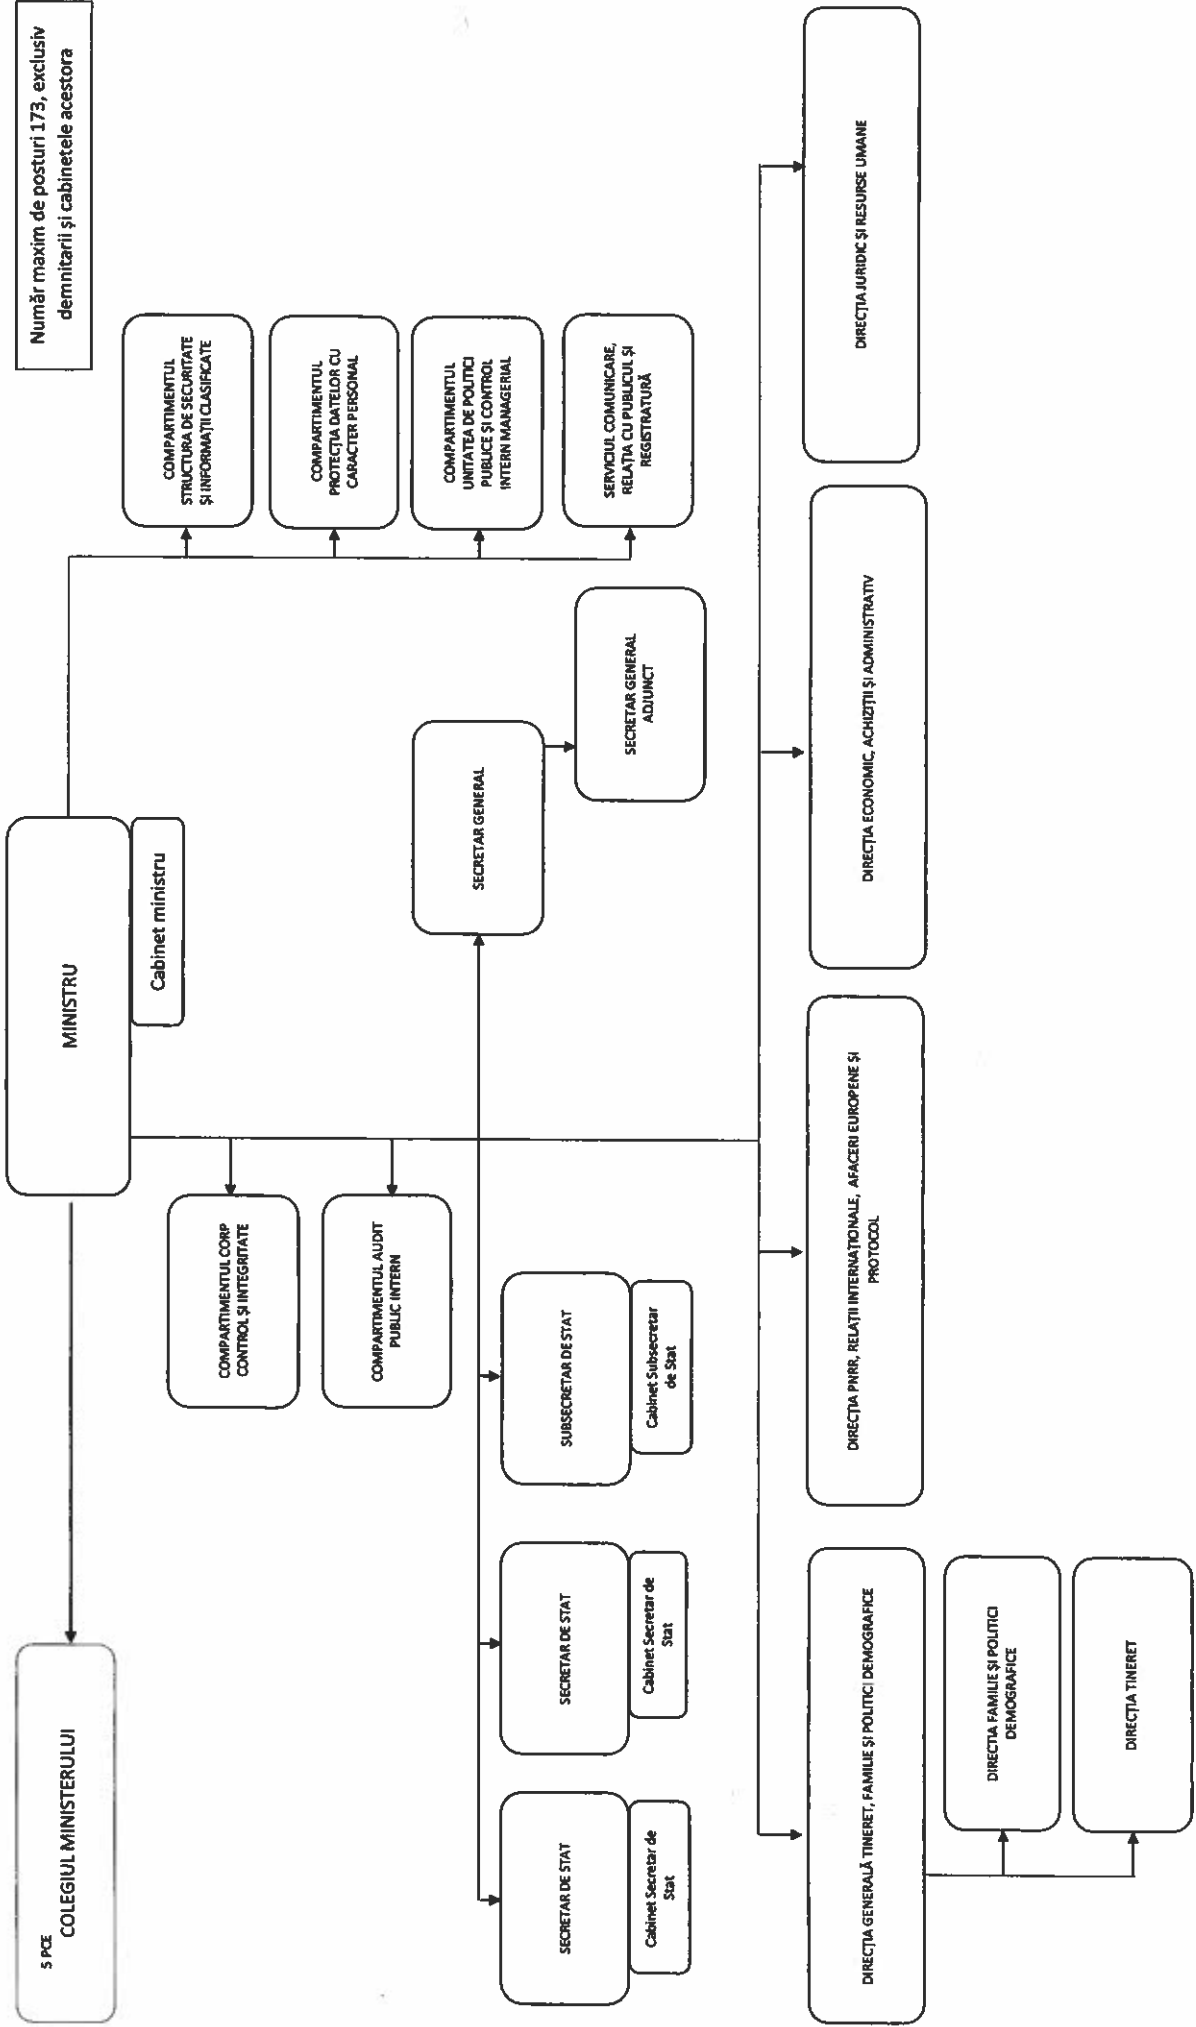 Număr maxim de posturi 173, exclusiv
demnitarii și cabinetele acestora
5 PCE
COLEGIUL MINISTERULUI
MINISTRU
Cabinet ministru
COMPARTIMENTUL
STRUCTURA DE SECURITATE
ȘI INFORMAȚII CLASIFICATE
COMPARTIMENTUL
PROTECȚIA DATELOR CU
CARACTER PERSONAL
COMPARTIMENTUL
UNITATEA DE POLITICI
PUBLICE ȘI CONTROL
INTERN MANAGERIAL
SERVICIUL COMUNICARE,
RELAȚIA CU PUBLICUL ȘI
REGISTRATURĂ
COMPARTIMENTUL CORP
CONTROL ȘI INTEGRITATE
COMPARTIMENTUL AUDIT
PUBLIC INTERN
SECRETAR GENERAL
SECRETAR GENERAL
ADJUNCT
SECRETAR DE STAT
Cabinet Secretar de
Stat
SECRETAR DE STAT
Cabinet Secretar de
Stat
SUBSECRETAR DE STAT
Cabinet Subsecretar
de Stat
DIRECȚIA GENERALĂ TINERET, FAMILIE ȘI POLITICI DEMOGRAFICE
DIRECȚIA PNRR, RELAȚII INTERNAȚIONALE, AFACERI EUROPENE ȘI
PROTOCOL
DIRECȚIA ECONOMIC, ACHIZIȚII ȘI ADMINISTRATIV
DIRECȚIA JURIDIC ȘI RESURSE UMANE
DIRECȚIA FAMILIE ȘI POLITICI
DEMOGRAFICE
DIRECȚIA TINERET